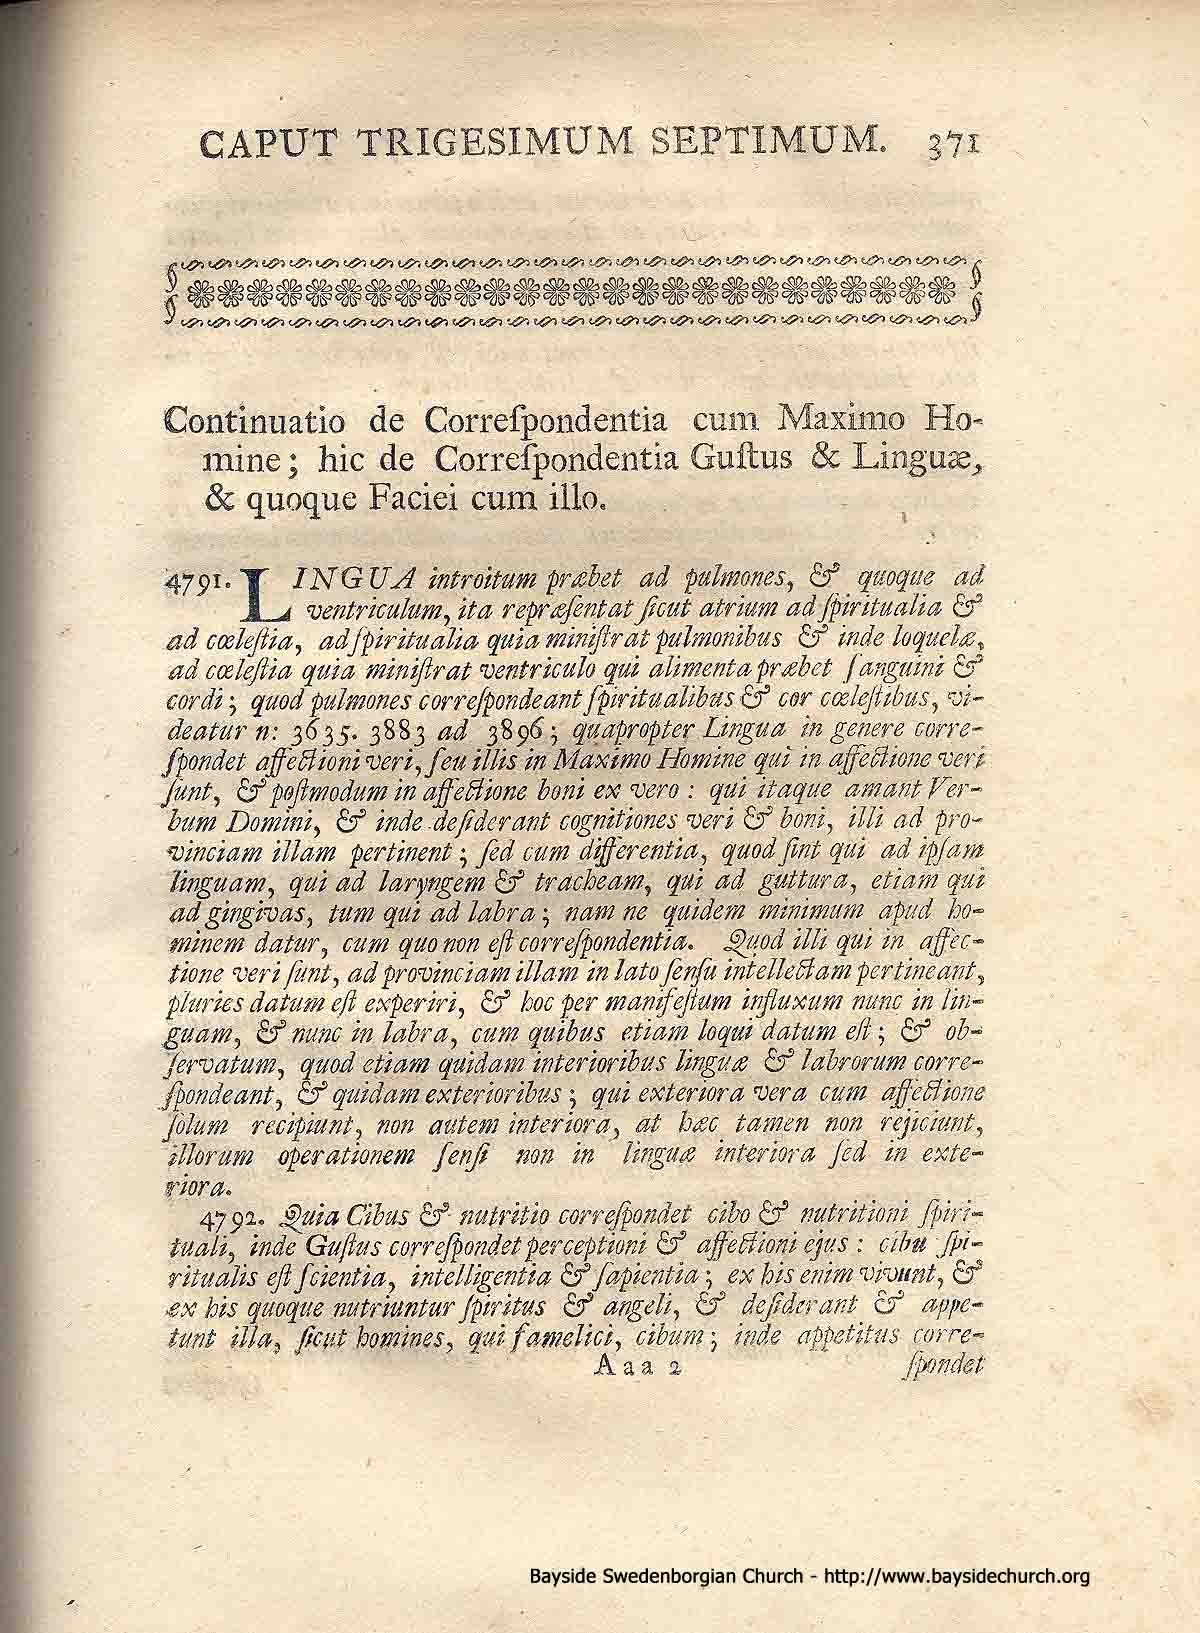 CAPUT TRIGESIMUM SEPTIMUM. 371
Continuatio de Correſpondentia cum Maximo Ho-
mine; hic de Correſpondentia Guſtus & Linguæ,
& quoque Faciei cum illo.
4791. LINGUA introitum præbet ad pulmones, & quoque ad
ventriculum, ita repræſentat ſicut atrium ad ſpiritualia &
ad cœleſtia, ad ſpiritualia quia miniſtrat pulmonibus & inde loquelæ,
ad cœleſtia quia miniſtrat ventriculo qui alimenta præbet ſanguini &
cordi; quod pulmones correſpondeant ſpiritualibus & cor cœleſtibus, vi-
deatur n: 3635. 3883 ad 3896; quapropter Lingua in genere corre-
ſpondet affectioni veri, ſeu illis in Maximo Homine qui in affectione veri
ſunt, & poſtmodum in affectione boni ex vero: qui itaque amant Ver-
bum Domini, & inde deſiderant cognitiones veri & boni, illi ad pro-
vinciam illam pertinent; ſed cum differentia, quod ſint qui ad ipſam
linguam, qui ad laryngem & tracheam, qui ad guttura, etiam qui
ad gingivas, tum qui ad labra; nam ne quidem minimum apud ho-
minem datur, cum quo non eſt correſpondentia. Quod illi qui in affec-
tione veri ſunt, ad provinciam illam in lato ſenſu intellectam pertineant,
pluries datum eſt experiri, & hoc per manifeſtum influxum nunc in lin-
guam, & nunc in labra, cum quibus etiam loqui datum eſt; & ob-
ſervatum, quod etiam quidam interioribus linguæ & labrorum corre-
ſpondeant, & quidam exterioribus; qui exteriora vera cum affectione
ſolum recipiunt, non autem interiora, at hæc tamen non rejiciunt,
illorum operationem ſenſi non in linguæ interiora ſed in exte-
riora.
4792. Quia Cibus & nutritio correſpondet cibo & nutritioni ſpiri-
tuali, inde Guſtus correſpondet perceptioni & affectioni ejus: cibu ſpi-
ritualis eſt ſcientia, intelligentia & ſapientia; ex his enim vivunt, &
ex his quoque nutriuntur ſpiritus & angeli, & deſiderant & appe-
tunt illa, ſicut homines, qui famelici, cibum; inde appetitus corre-
Aaa 2 ſpondet
Bayside Swedenborgian Church - http://www.baysidechurch.org